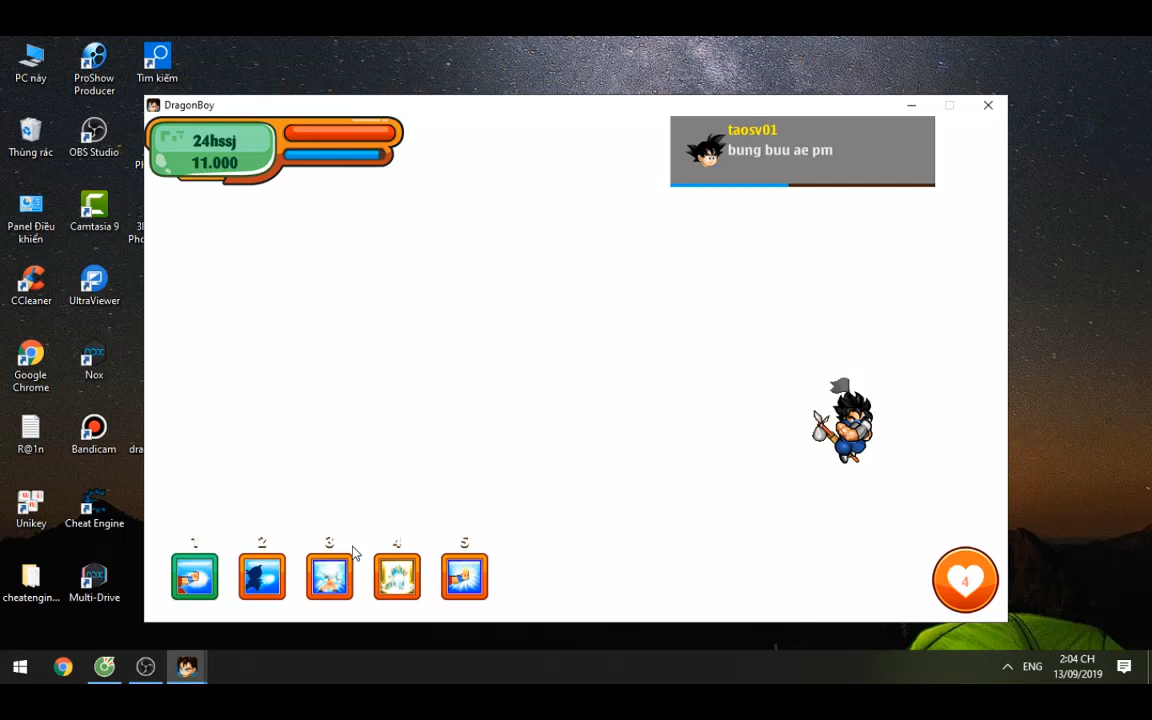 PC này
ProShow
Producer
Tìm kiếm
Thùng rác
OBS Studio
Panel Điều
khiển
Camtasia 9
CCleaner
UltraViewer
Google
Chrome
Nox
R@1n
Bandicam
dra
Unikey
Cheat Engine
cheatengin...
Multi-Drive
DragonBoy
24hssj
11.000
taosv01
bung buu ae pm
1
2
3
4
5
4
ENG
2:04 CH
13/09/2019